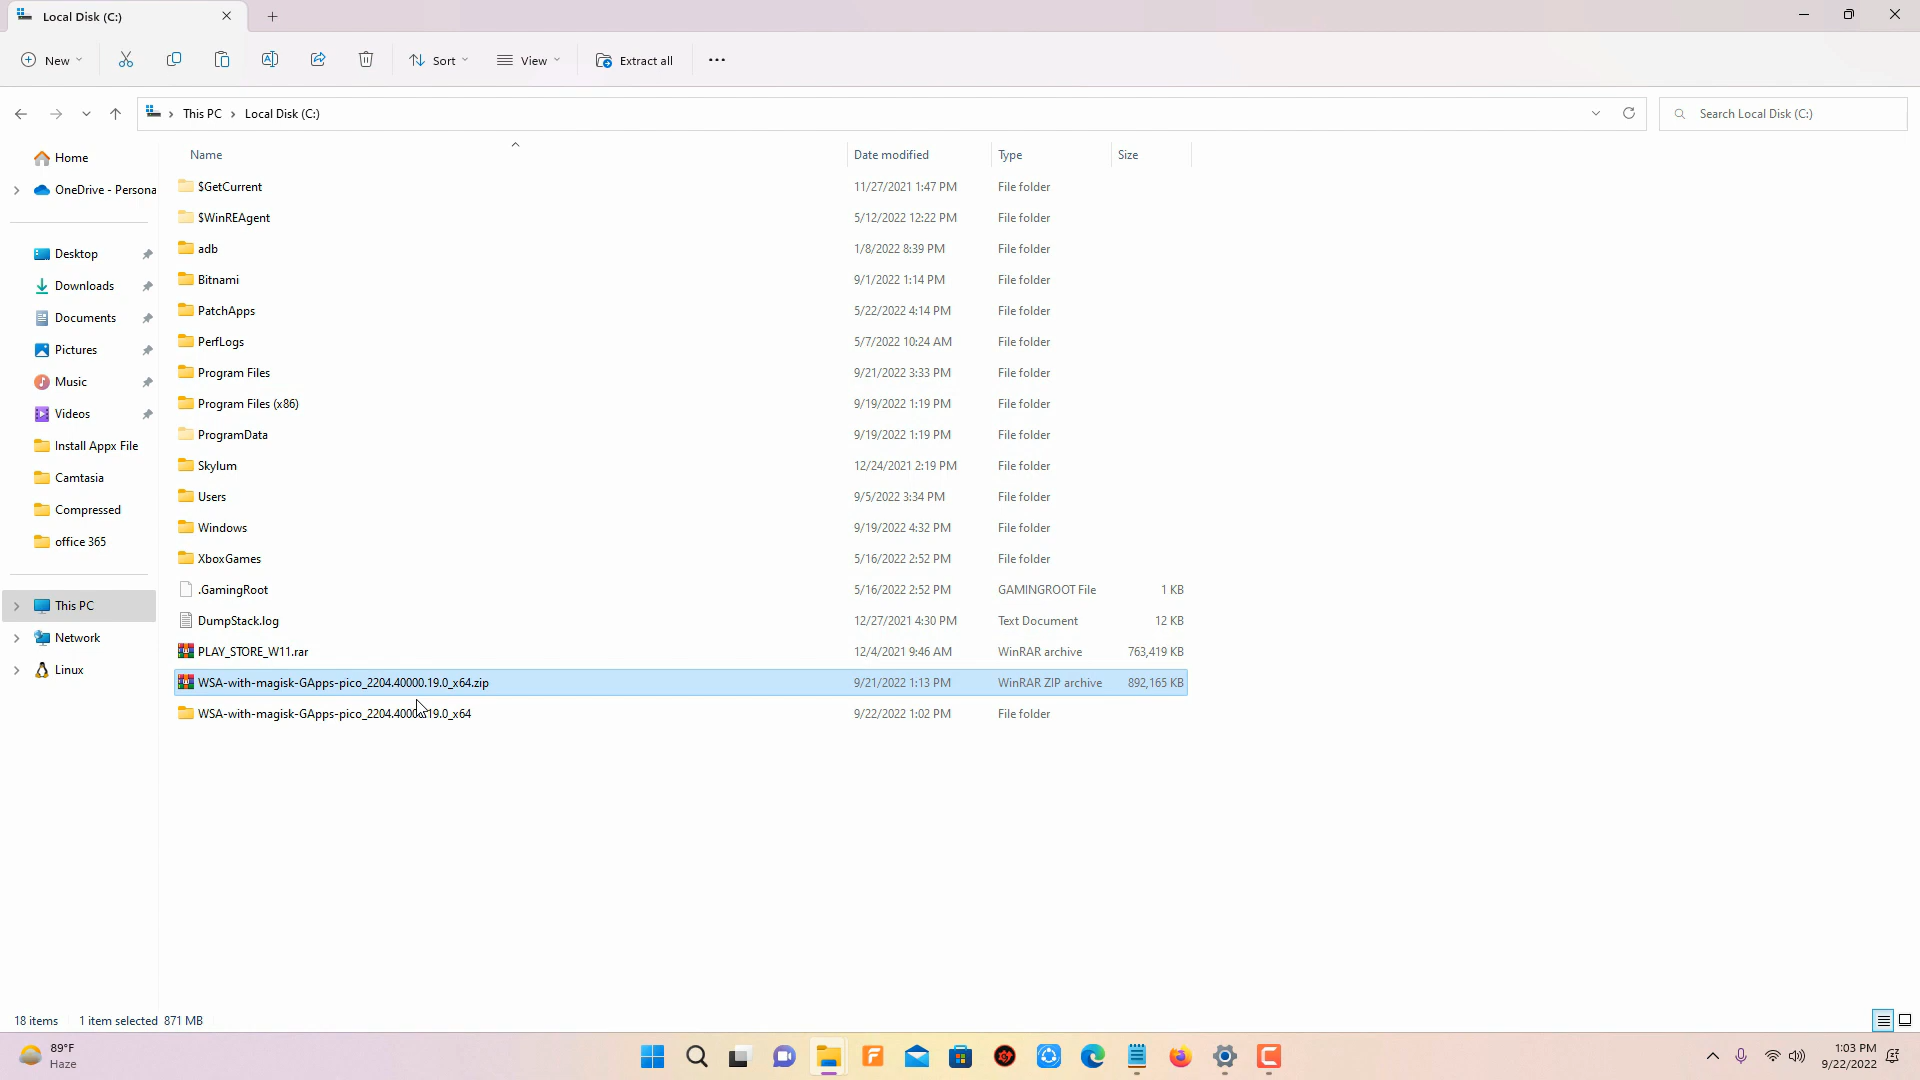 Local Disk (C:)
New
Sort
View
Extract all
This PC
Local Disk (C:)
Search Local Disk (C:)
Name
Date modified
Type
Size
Home
OneDrive - Persona
Desktop
Downloads
Documents
Pictures
Music
Videos
Install Appx File
Camtasia
Compressed
office 365
This PC
Network
Linux
$GetCurrent 11/27/2021 1:47 PM File folder
$WinREAgent 5/12/2022 12:22 PM File folder
adb 1/8/2022 8:39 PM File folder
Bitnami 9/1/2022 1:14 PM File folder
PatchApps 5/22/2022 4:14 PM File folder
PerfLogs 5/7/2022 10:24 AM File folder
Program Files 9/21/2022 3:33 PM File folder
Program Files (x86) 9/19/2022 1:19 PM File folder
ProgramData 9/19/2022 1:19 PM File folder
Skylum 12/24/2021 2:19 PM File folder
Users 9/5/2022 3:34 PM File folder
Windows 9/19/2022 4:32 PM File folder
XboxGames 5/16/2022 2:52 PM File folder
.GamingRoot 5/16/2022 2:52 PM GAMINGROOT File 1 KB
DumpStack.log 12/27/2021 4:30 PM Text Document 12 KB
PLAY_STORE_W11.rar 12/4/2021 9:46 AM WinRAR archive 763,419 KB
WSA-with-magisk-GApps-pico_2204.40000.19.0_x64.zip 9/21/2022 1:13 PM WinRAR ZIP archive 892,165 KB
WSA-with-magisk-GApps-pico_2204.40000.19.0_x64 9/22/2022 1:02 PM File folder
18 items 1 item selected 871 MB
89°F
Haze
1:03 PM
9/22/2022